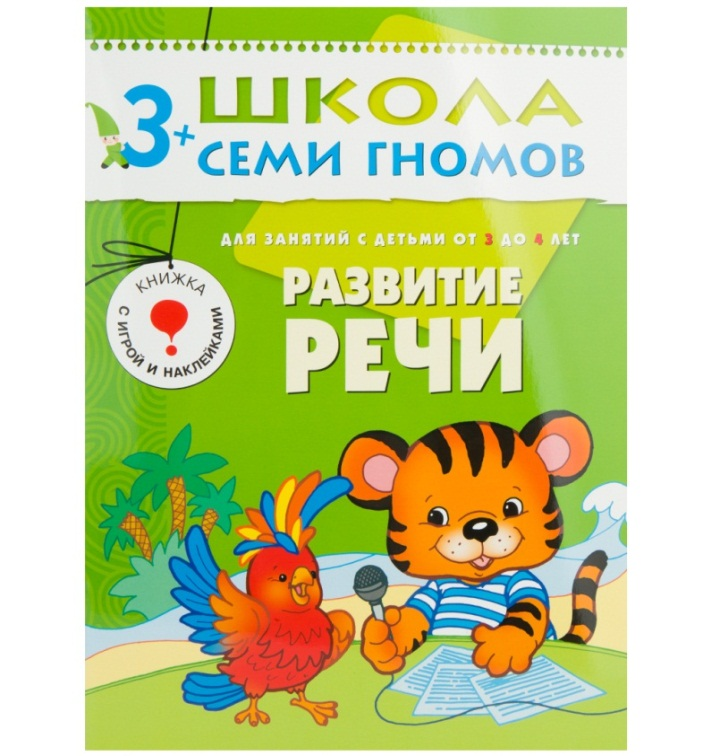 3+
ШКОЛА
СЕМИ ГНОМОВ
ДЛЯ ЗАНЯТИЙ С ДЕТЬМИ ОТ 3 ДО 4 ЛЕТ
РАЗВИТИЕ
РЕЧИ
КНИЖКА
С ИГРОЙ И НАКЛЕЙКАМИ